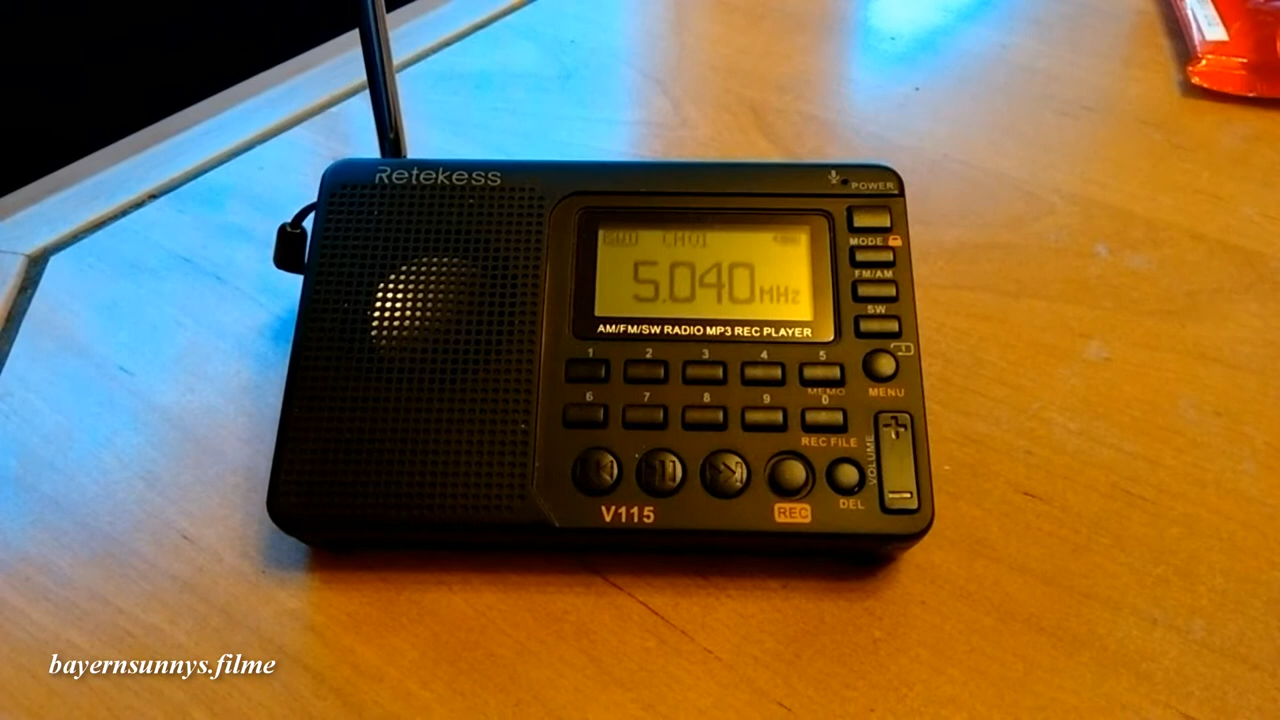 Retekess
POWER
MODE
FM/AM
SW
SW1 CH01
5.040MHz
AM/FM/SW RADIO MP3 REC PLAYER
1 2 3 4 5
MEMO
MENU
6 7 8 9 0
REC FILE
VOLUME
+
-
V115
REC
DEL
bayernsunnys.filme